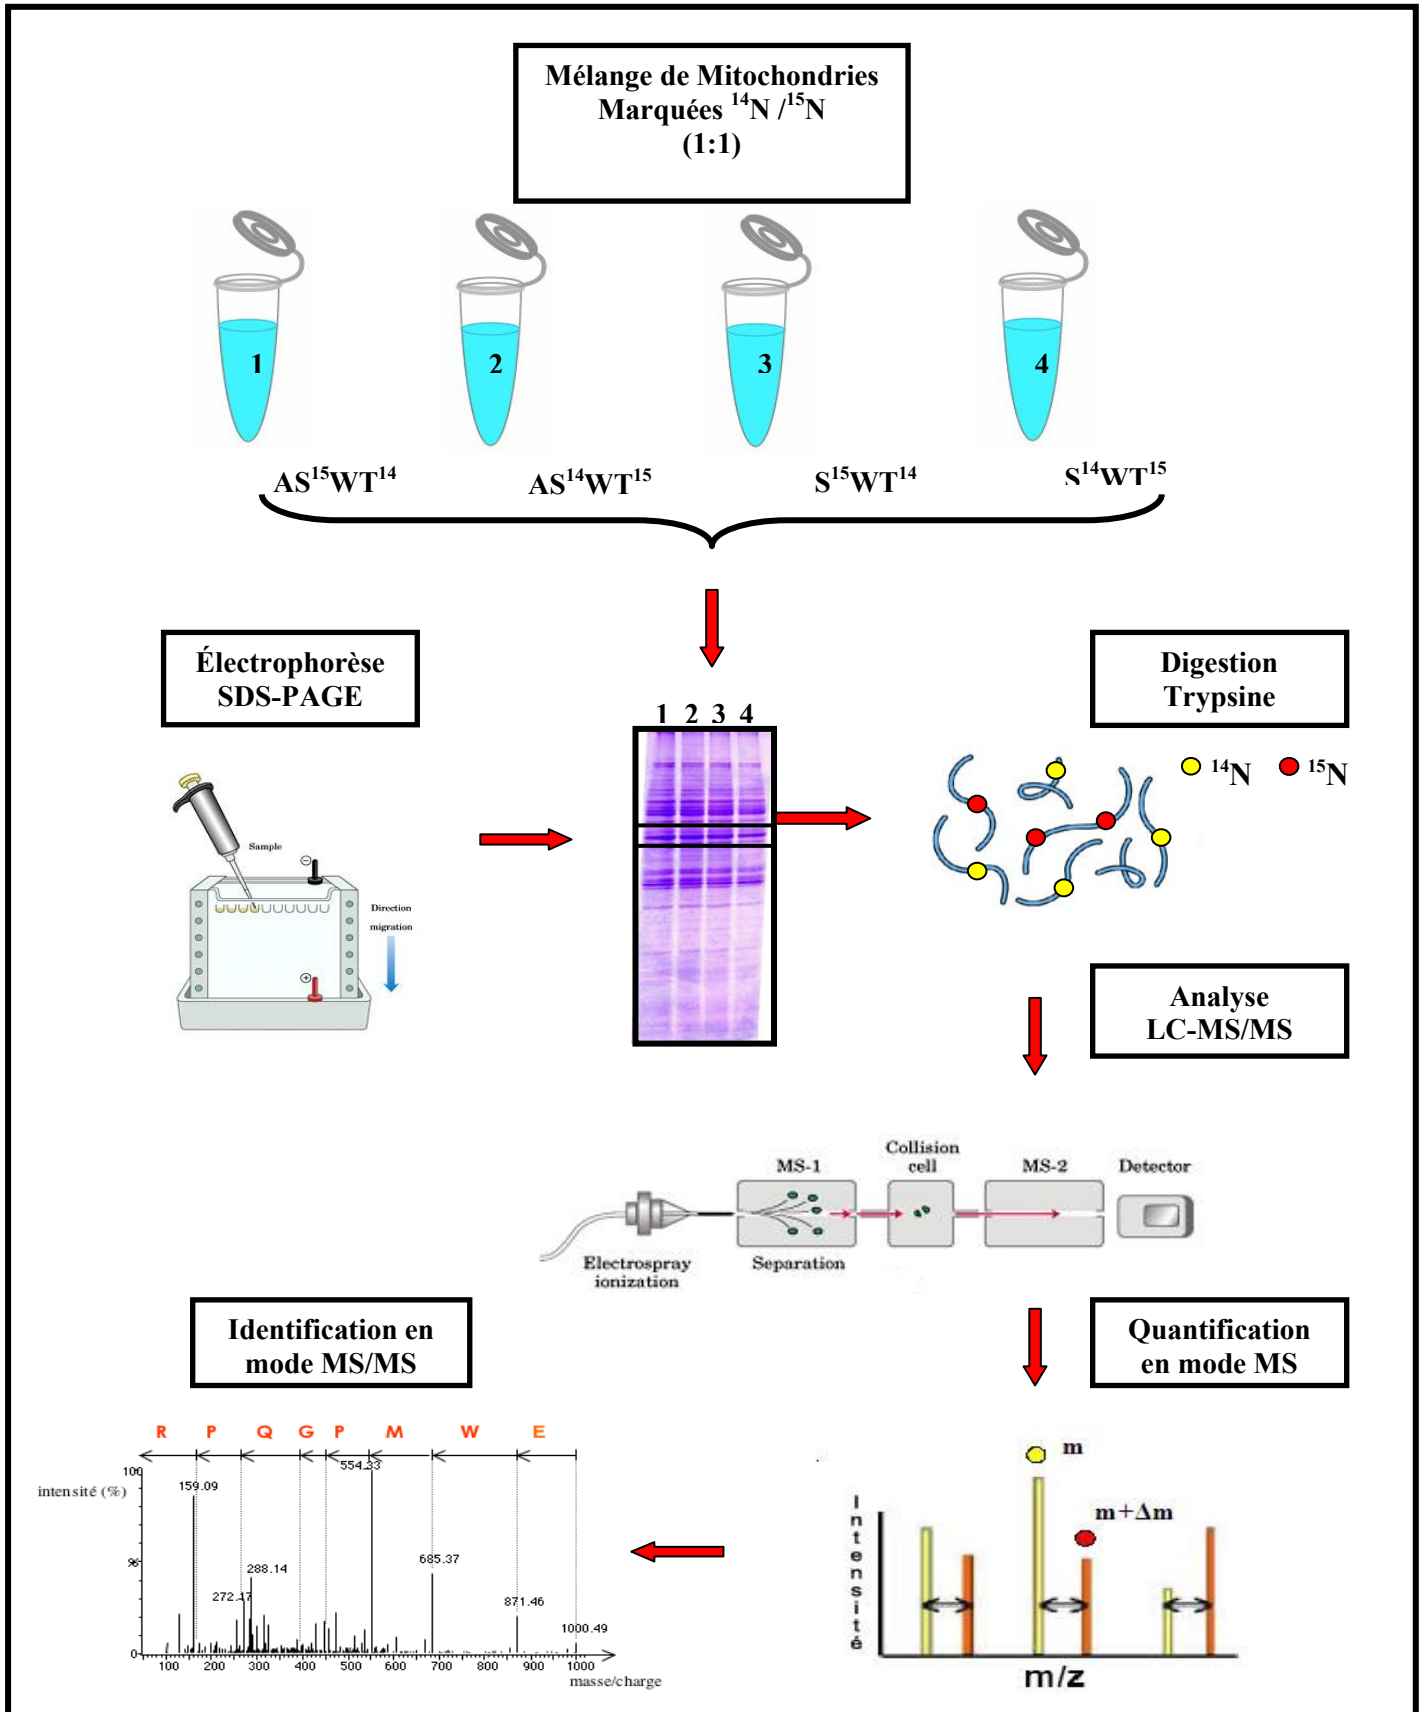 Mélange de Mitochondries
Marquées ¹⁴N /¹⁵N
(1:1)
1 2 3 4
AS¹⁵WT¹⁴ AS¹⁴WT¹⁵ S¹⁵WT¹⁴ S¹⁴WT¹⁵
Électrophorèse
SDS-PAGE
Sample
−
Direction
migration
+
1 2 3 4
Digestion
Trypsine
¹⁴N ¹⁵N
Analyse
LC-MS/MS
MS-1
Collision
cell
MS-2
Detector
Electrospray
ionization
Separation
Identification en
mode MS/MS
Quantification
en mode MS
R P Q G P M W E
intensité (%)
100
%
0
159.09
272.17
288.14
554.33
685.37
871.46
1000.49
100 200 300 400 500 600 700 800 900 1000
masse/charge
m
m+Δm
Intensité
m/z